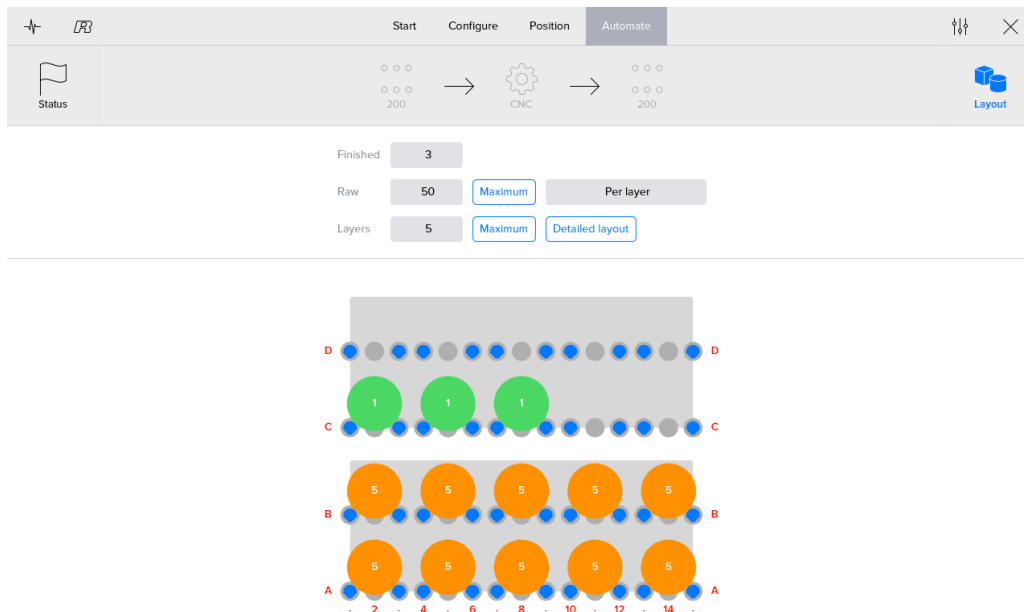 Start Configure Position Automate
Status
200
CNC
200
Layout
Finished 3
Raw 50 Maximum Per layer
Layers 5 Maximum Detailed layout
D D
1 1 1
C C
5 5 5 5 5
B B
5 5 5 5 5
A A
. 2 . 4 . 6 . 8 . 10 . 12 . 14 .